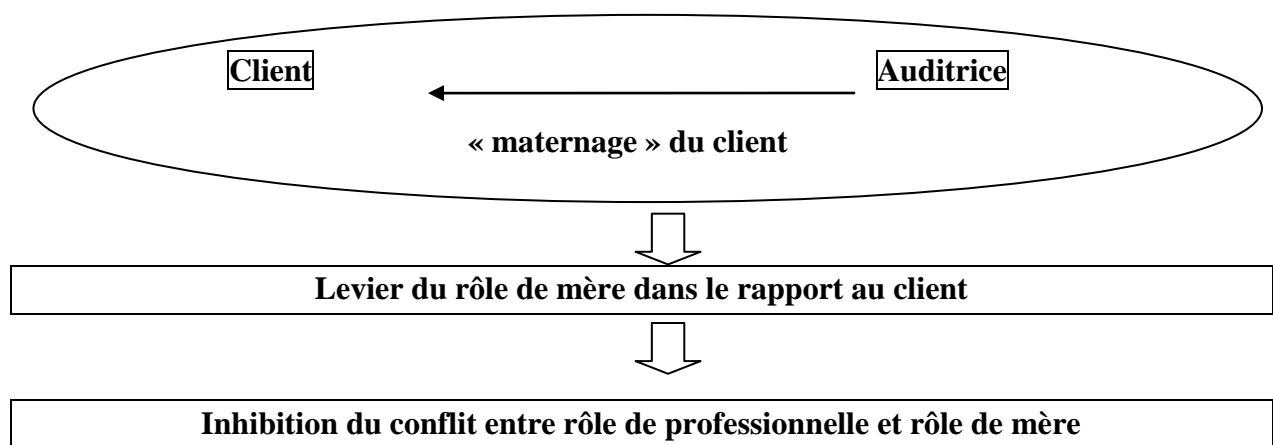 Client
Auditrice
« maternage » du client
Levier du rôle de mère dans le rapport au client
Inhibition du conflit entre rôle de professionnelle et rôle de mère